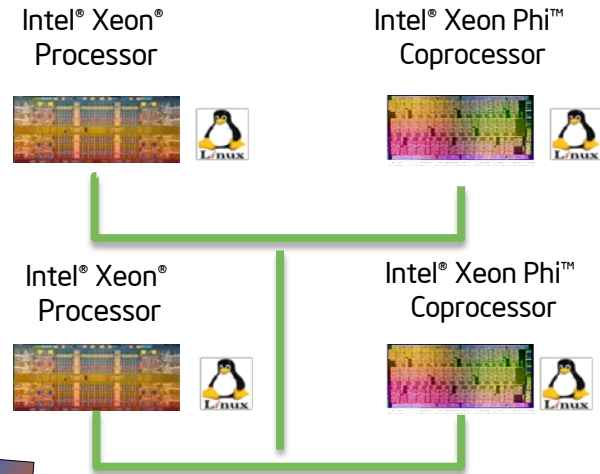 Intel® Xeon®
Processor
Intel® Xeon Phi™
Coprocessor
Linux
Linux
Intel® Xeon®
Processor
Intel® Xeon Phi™
Coprocessor
Linux
Linux